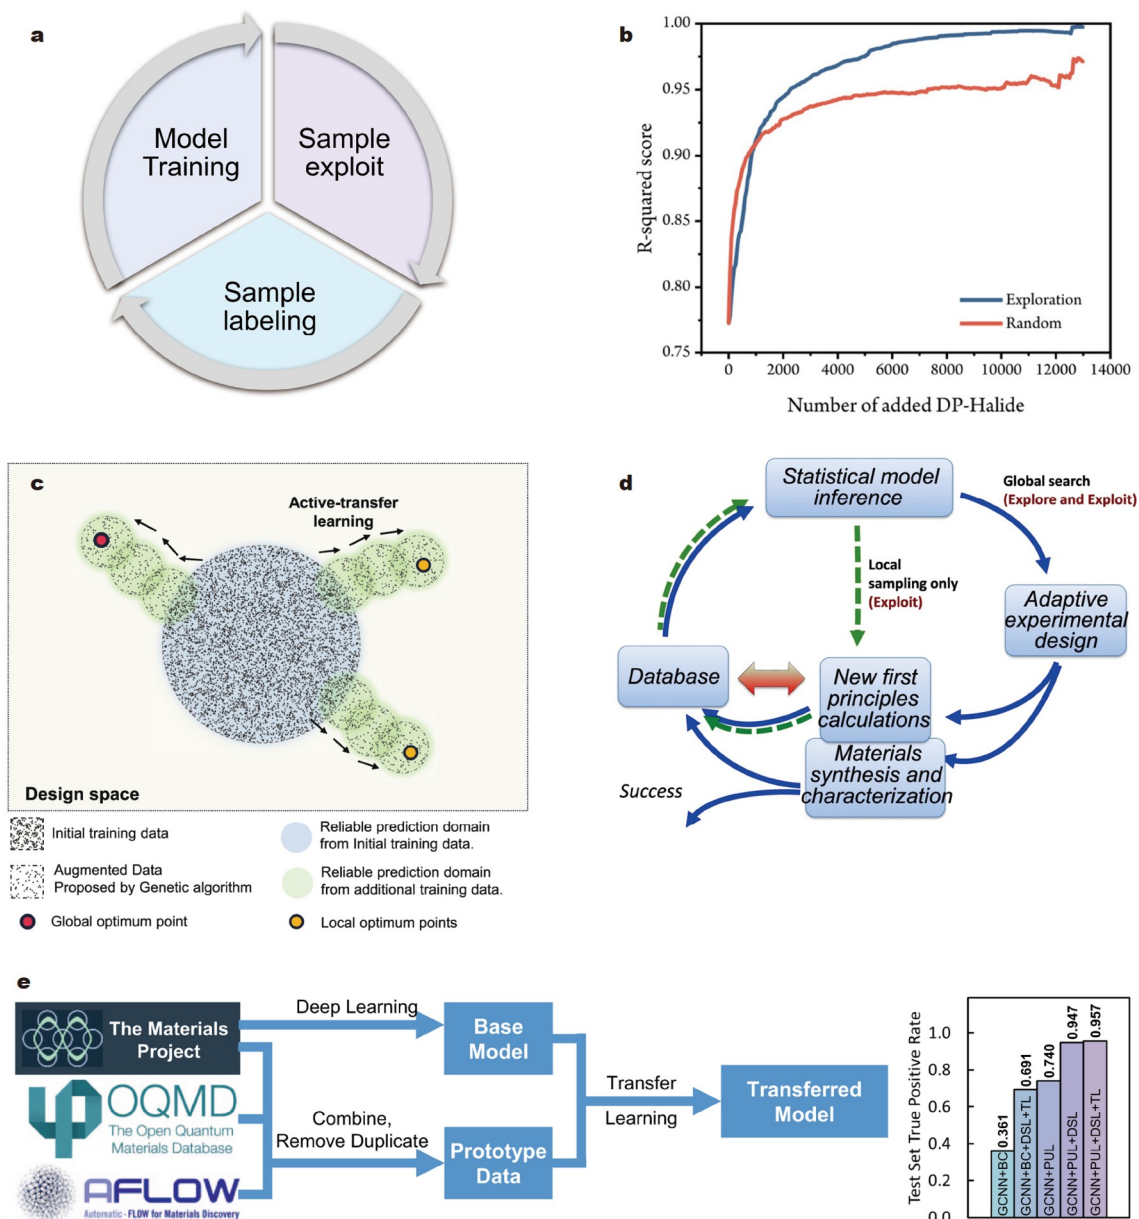 a
Model
Training
Sample
exploit
Sample
labeling
b
1.00
0.95
0.90
0.85
0.80
0.75
R-squared score
Exploration
Random
0
2000
4000
6000
8000
10000
12000
14000
Number of added DP-Halide
c
Active-transfer
learning
Design space
Initial training data
Reliable prediction domain
from Initial training data.
Augmented Data
Proposed by Genetic algorithm
Reliable prediction domain
from additional training data.
Global optimum point
Local optimum points
d
Statistical model
inference
Global search
(Explore and Exploit)
Local
sampling only
(Exploit)
Adaptive
experimental
design
Database
New first
principles
calculations
Materials
synthesis and
characterization
Success
e
The Materials
Project
OQMD
The Open Quantum
Materials Database
AFLOW
Automatic - FLOW for Materials Discovery
Deep Learning
Combine,
Remove Duplicate
Base
Model
Prototype
Data
Transfer
Learning
Transferred
Model
Test Set True Positive Rate
1.0
0.8
0.6
0.4
0.2
0.0
0.361
0.691
0.740
0.947
0.957
GCNN+BC
GCNN+BC+DSL+TL
GCNN+PUL
GCNN+PUL+DSL
GCNN+PUL+DSL+TL